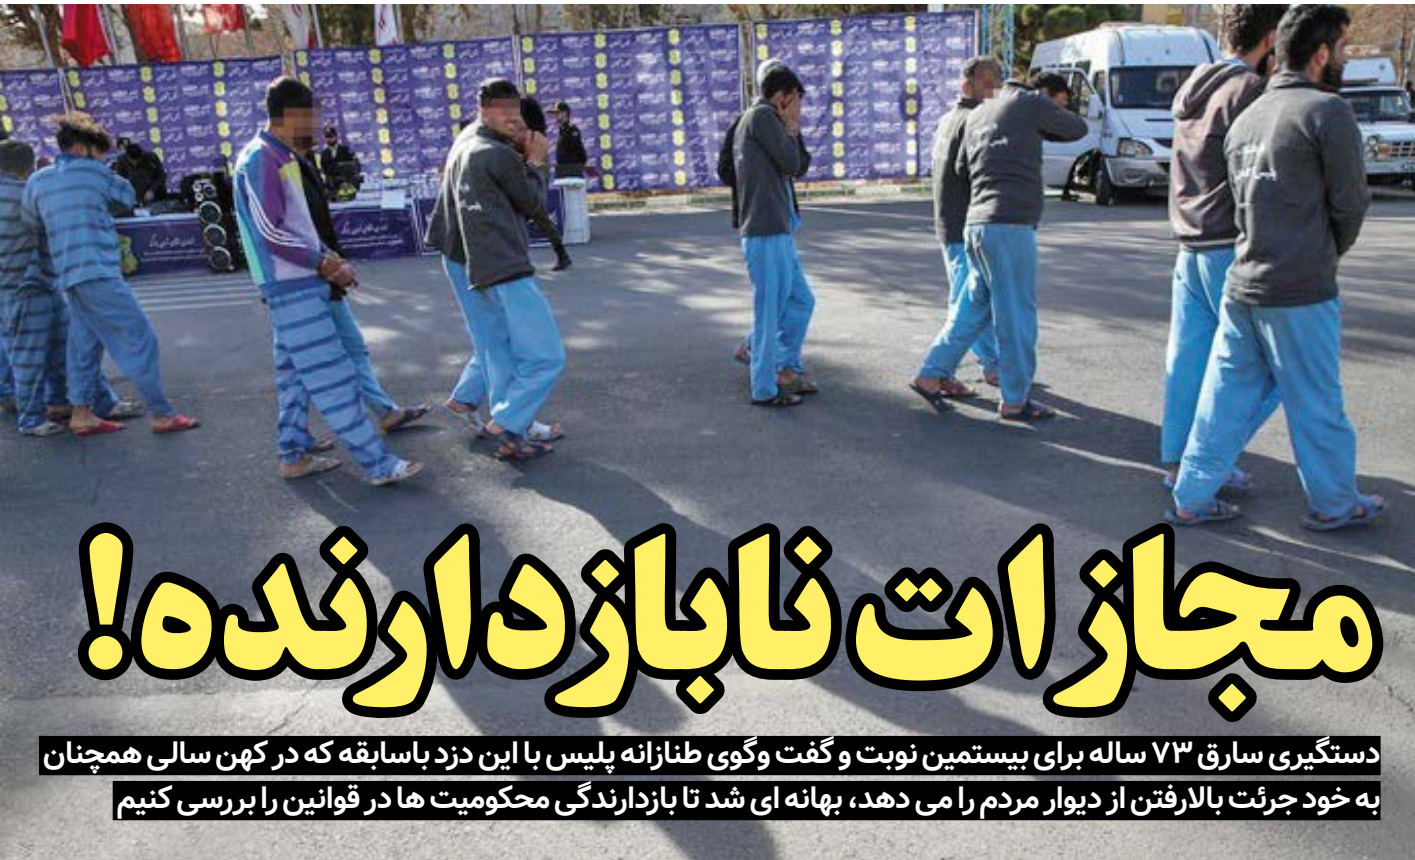 مجازات نابازدارنده!
دستگیری سارق ۷۳ ساله برای بیستمین نوبت و گفت وگوی طنازانه پلیس با این دزد باسابقه که در کهن سالی همچنان
به خود جرئت بالارفتن از دیوار مردم را می دهد، بهانه ای شد تا بازدارندگی محکومیت ها در قوانین را بررسی کنیم